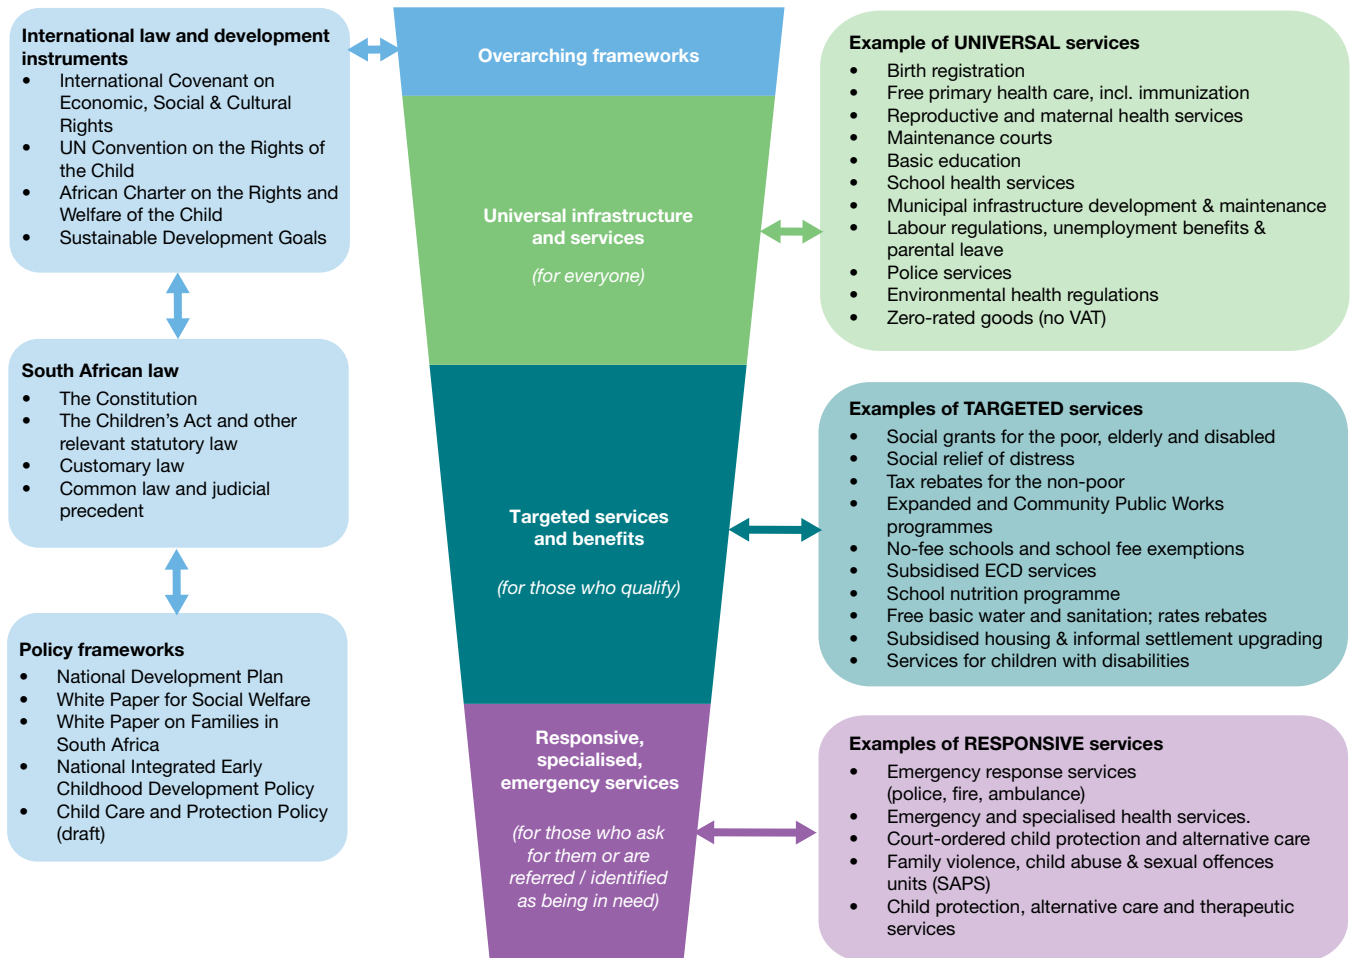 International law and development
instruments
• International Covenant on
Economic, Social & Cultural
Rights
• UN Convention on the Rights of
the Child
• African Charter on the Rights and
Welfare of the Child
• Sustainable Development Goals
South African law
• The Constitution
• The Children's Act and other
relevant statutory law
• Customary law
• Common law and judicial
precedent
Policy frameworks
• National Development Plan
• White Paper for Social Welfare
• White Paper on Families in
South Africa
• National Integrated Early
Childhood Development Policy
• Child Care and Protection Policy
(draft)
Overarching frameworks
Universal infrastructure
and services
(for everyone)
Targeted services
and benefits
(for those who qualify)
Responsive,
specialised,
emergency services
(for those who ask
for them or are
referred / identified
as being in need)
Example of UNIVERSAL services
• Birth registration
• Free primary health care, incl. immunization
• Reproductive and maternal health services
• Maintenance courts
• Basic education
• School health services
• Municipal infrastructure development & maintenance
• Labour regulations, unemployment benefits &
parental leave
• Police services
• Environmental health regulations
• Zero-rated goods (no VAT)
Examples of TARGETED services
• Social grants for the poor, elderly and disabled
• Social relief of distress
• Tax rebates for the non-poor
• Expanded and Community Public Works
programmes
• No-fee schools and school fee exemptions
• Subsidised ECD services
• School nutrition programme
• Free basic water and sanitation; rates rebates
• Subsidised housing & informal settlement upgrading
• Services for children with disabilities
Examples of RESPONSIVE services
• Emergency response services
(police, fire, ambulance)
• Emergency and specialised health services.
• Court-ordered child protection and alternative care
• Family violence, child abuse & sexual offences
units (SAPS)
• Child protection, alternative care and therapeutic
services